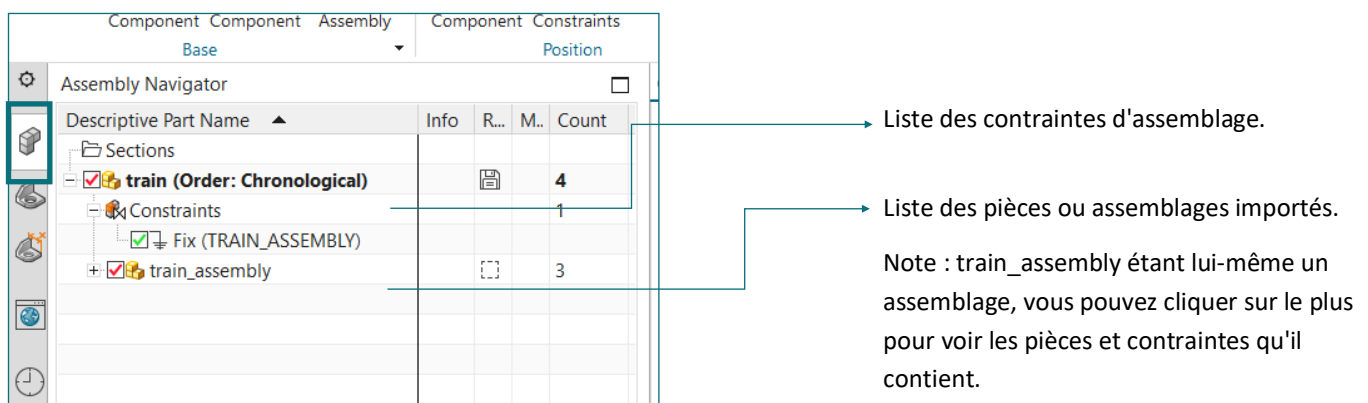 Component Component Assembly Component Constraints
Base Position
Assembly Navigator
Descriptive Part Name Info R... M.. Count
Sections
train (Order: Chronological) 4
Constraints 1
Fix (TRAIN_ASSEMBLY)
train_assembly 3
Liste des contraintes d'assemblage.
Liste des pièces ou assemblages importés.
Note : train_assembly étant lui-même un
assemblage, vous pouvez cliquer sur le plus
pour voir les pièces et contraintes qu'il
contient.